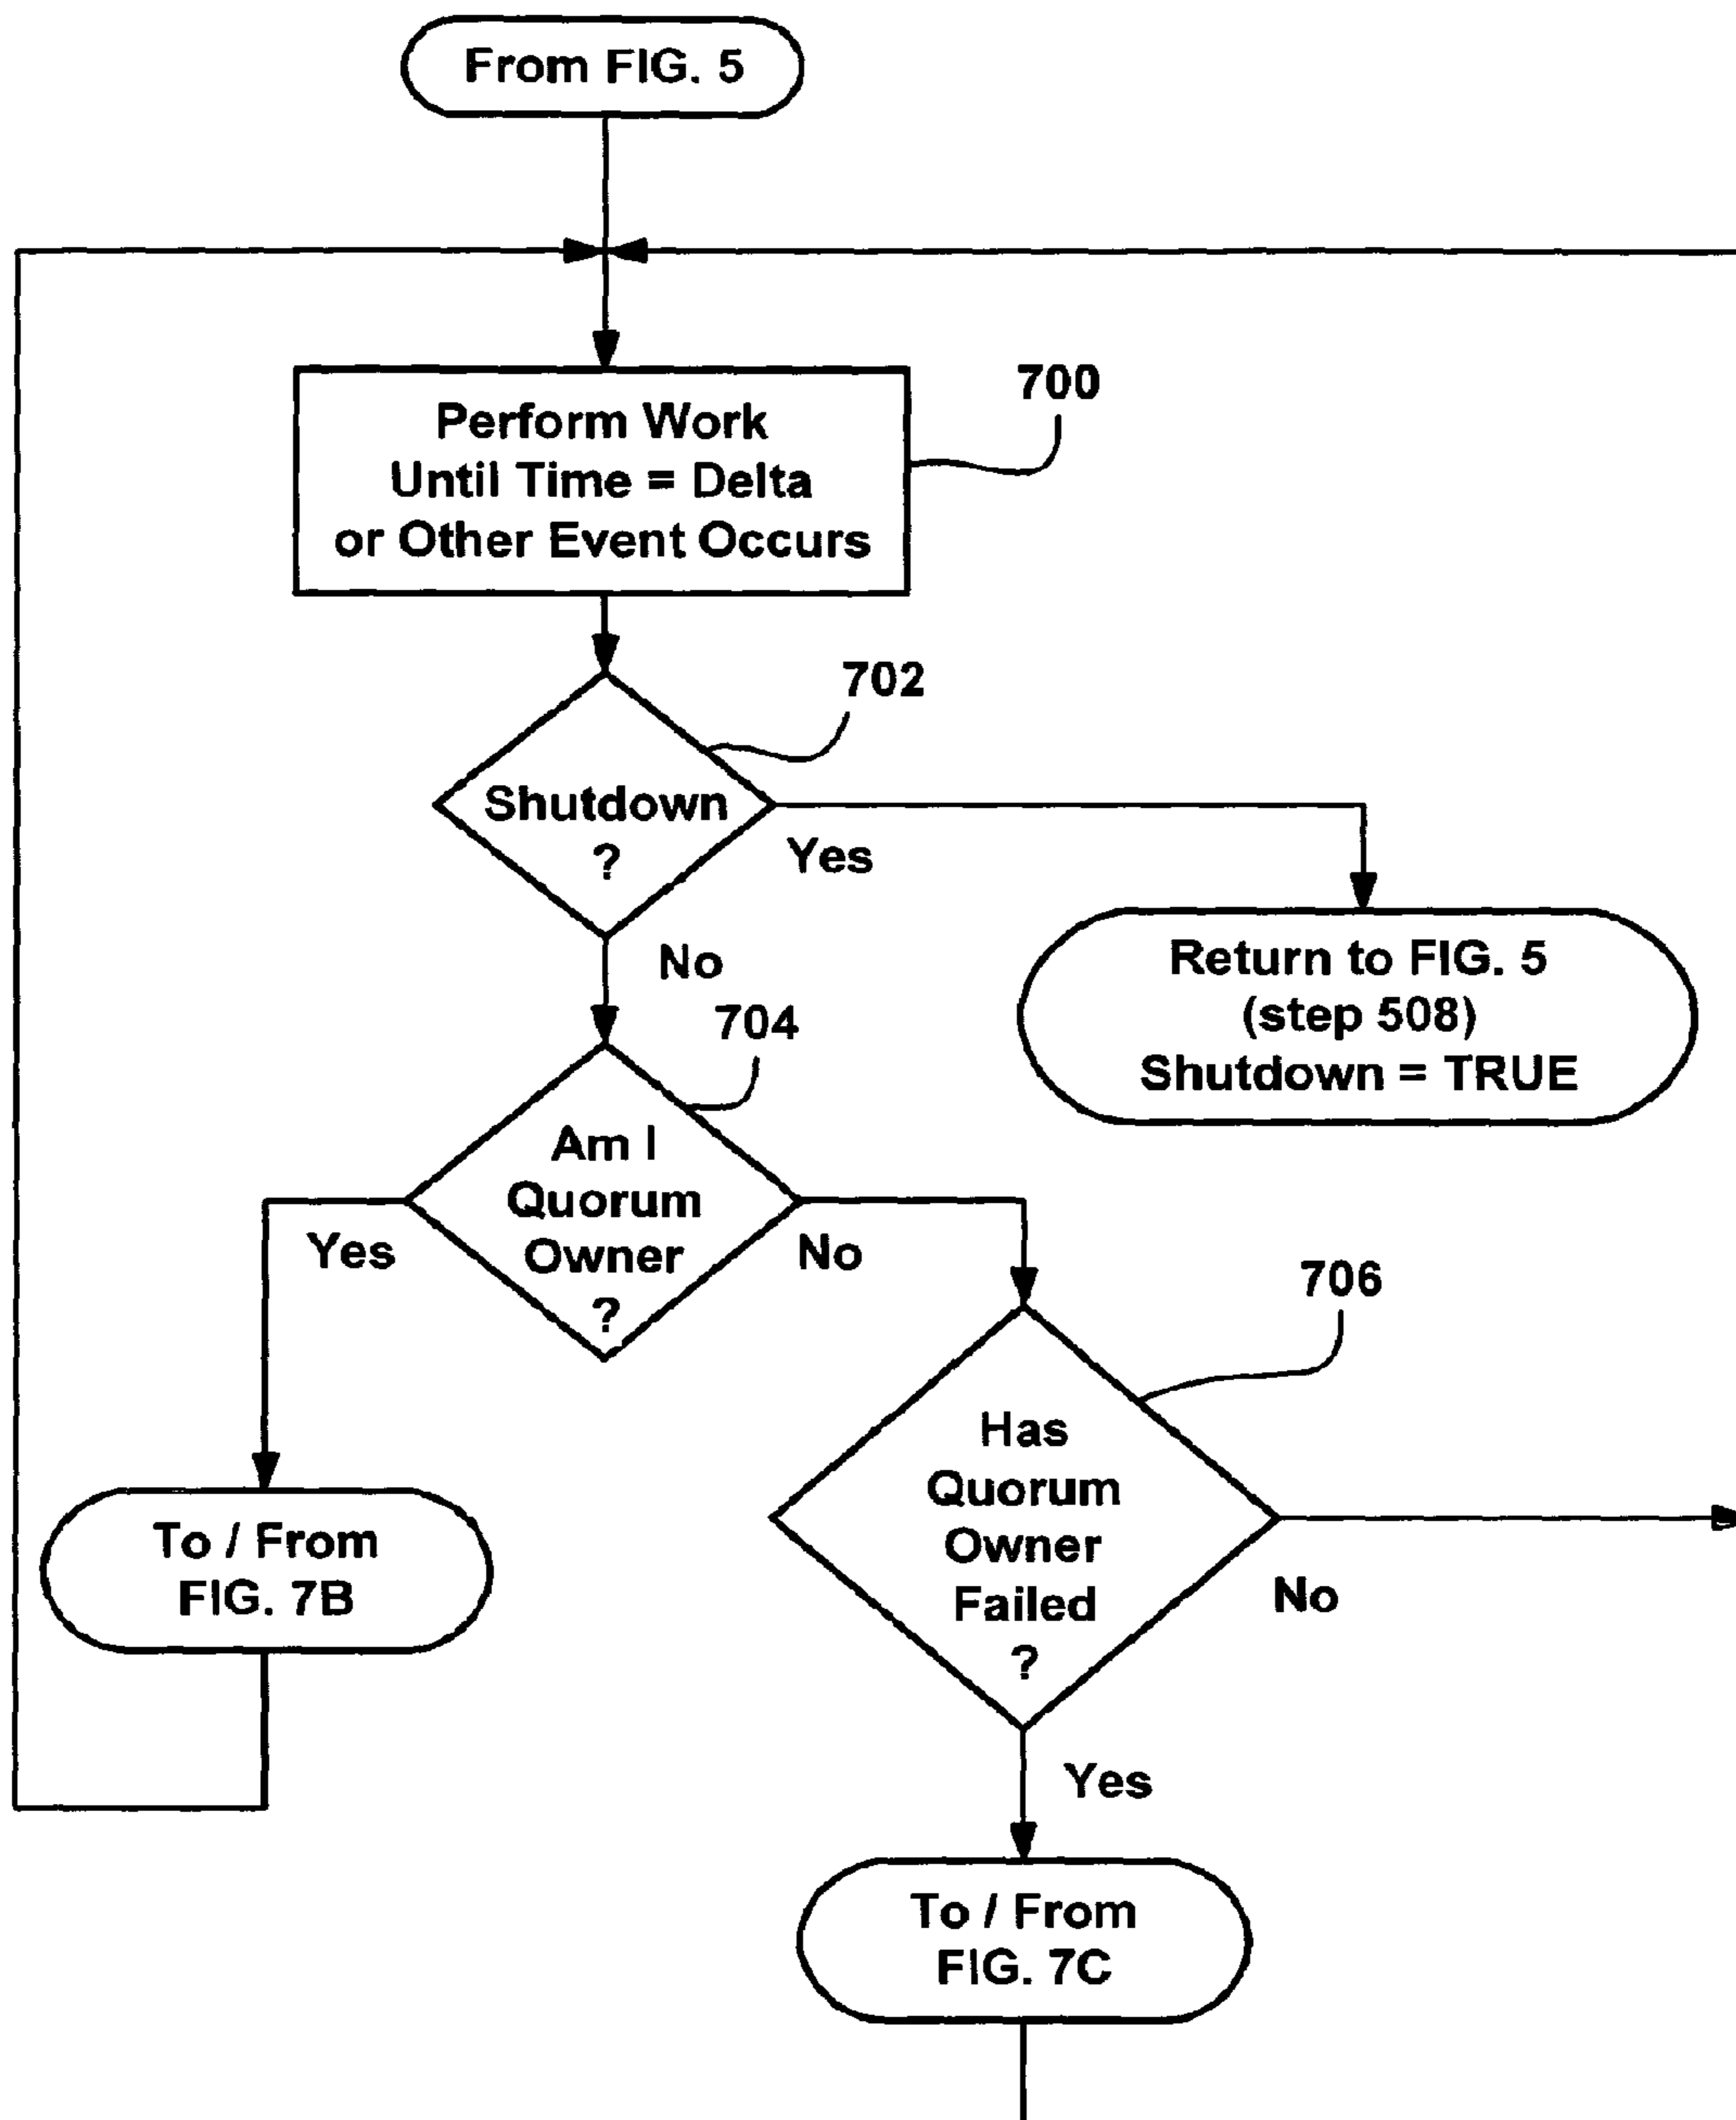 From FIG. 5
700
Perform Work
Until Time = Delta
or Other Event Occurs
702
Shutdown
?
Yes
No
Return to FIG. 5
(step 508)
Shutdown = TRUE
704
Am I
Quorum
Owner
?
Yes
No
706
Has
Quorum
Owner
Failed
?
No
Yes
To / From
FIG. 7B
To / From
FIG. 7C